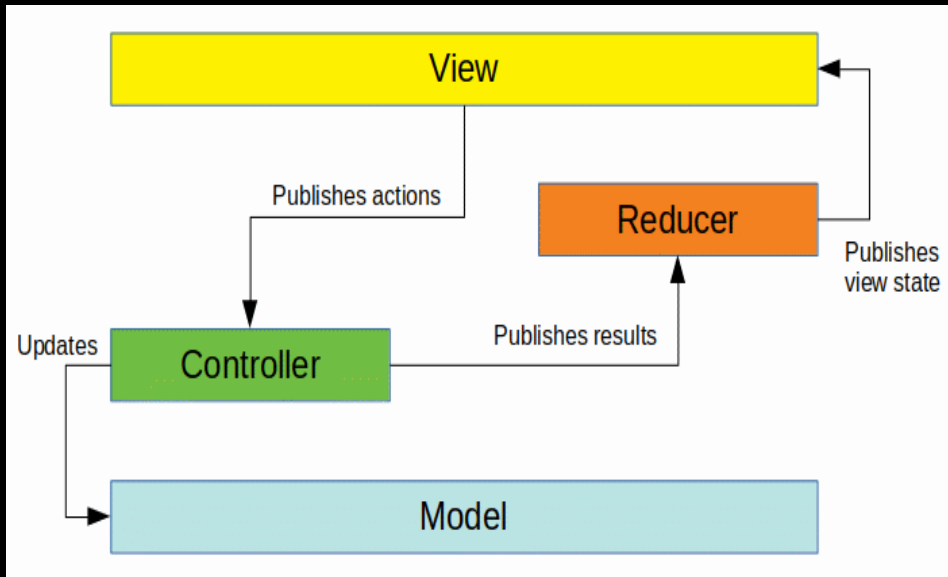 View
Publishes actions
Reducer
Publishes
view state
Updates
Publishes results
Controller
Model